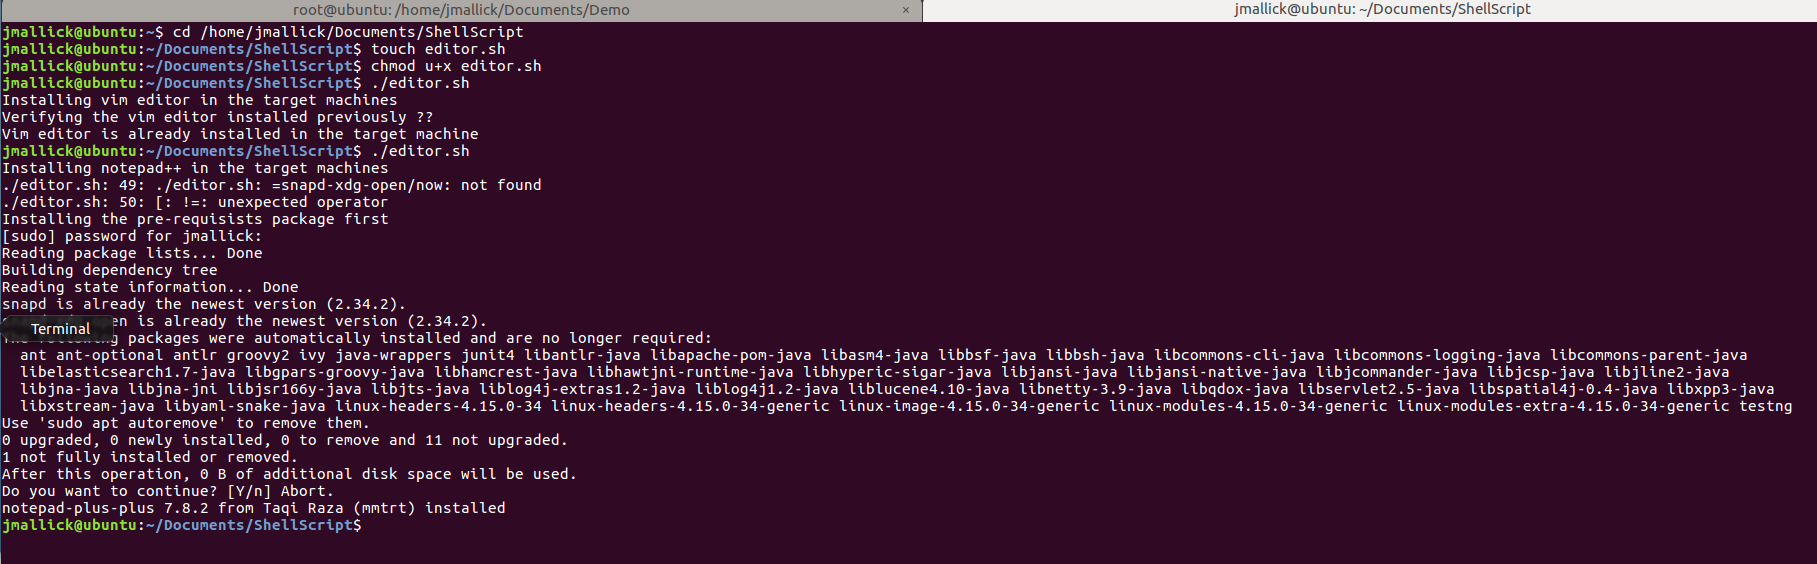 root@ubuntu: /home/jmallick/Documents/Demo ×
jmallick@ubuntu: ~/Documents/ShellScript
jmallick@ubuntu:~$ cd /home/jmallick/Documents/ShellScript
jmallick@ubuntu:~/Documents/ShellScript$ touch editor.sh
jmallick@ubuntu:~/Documents/ShellScript$ chmod u+x editor.sh
jmallick@ubuntu:~/Documents/ShellScript$ ./editor.sh
Installing vim editor in the target machines
Verifying the vim editor installed previously ??
Vim editor is already installed in the target machine
jmallick@ubuntu:~/Documents/ShellScript$ ./editor.sh
Installing notepad++ in the target machines
./editor.sh: 49: ./editor.sh: =snapd-xdg-open/now: not found
./editor.sh: 50: [: !=: unexpected operator
Installing the pre-requisists package first
[sudo] password for jmallick:
Reading package lists... Done
Building dependency tree
Reading state information... Done
snapd is already the newest version (2.34.2).
en is already the newest version (2.34.2).
Terminal
packages were automatically installed and are no longer required:
ant ant-optional antlr groovy2 ivy java-wrappers junit4 libantlr-java libapache-pom-java libasm4-java libbsf-java libbsh-java libcommons-cli-java libcommons-logging-java libcommons-parent-java
libelasticsearch1.7-java libgpars-groovy-java libhamcrest-java libhawtjni-runtime-java libhyperic-sigar-java libjansi-java libjansi-native-java libjcommander-java libjcsp-java libjline2-java
libjna-java libjna-jni libjsr166y-java libjts-java liblog4j-extras1.2-java liblog4j1.2-java liblucene4.10-java libnetty-3.9-java libqdox-java libservlet2.5-java libspatial4j-0.4-java libxpp3-java
libxstream-java libyaml-snake-java linux-headers-4.15.0-34 linux-headers-4.15.0-34-generic linux-image-4.15.0-34-generic linux-modules-4.15.0-34-generic linux-modules-extra-4.15.0-34-generic testng
Use 'sudo apt autoremove' to remove them.
0 upgraded, 0 newly installed, 0 to remove and 11 not upgraded.
1 not fully installed or removed.
After this operation, 0 B of additional disk space will be used.
Do you want to continue? [Y/n] Abort.
notepad-plus-plus 7.8.2 from Taqi Raza (mmtrt) installed
jmallick@ubuntu:~/Documents/ShellScript$